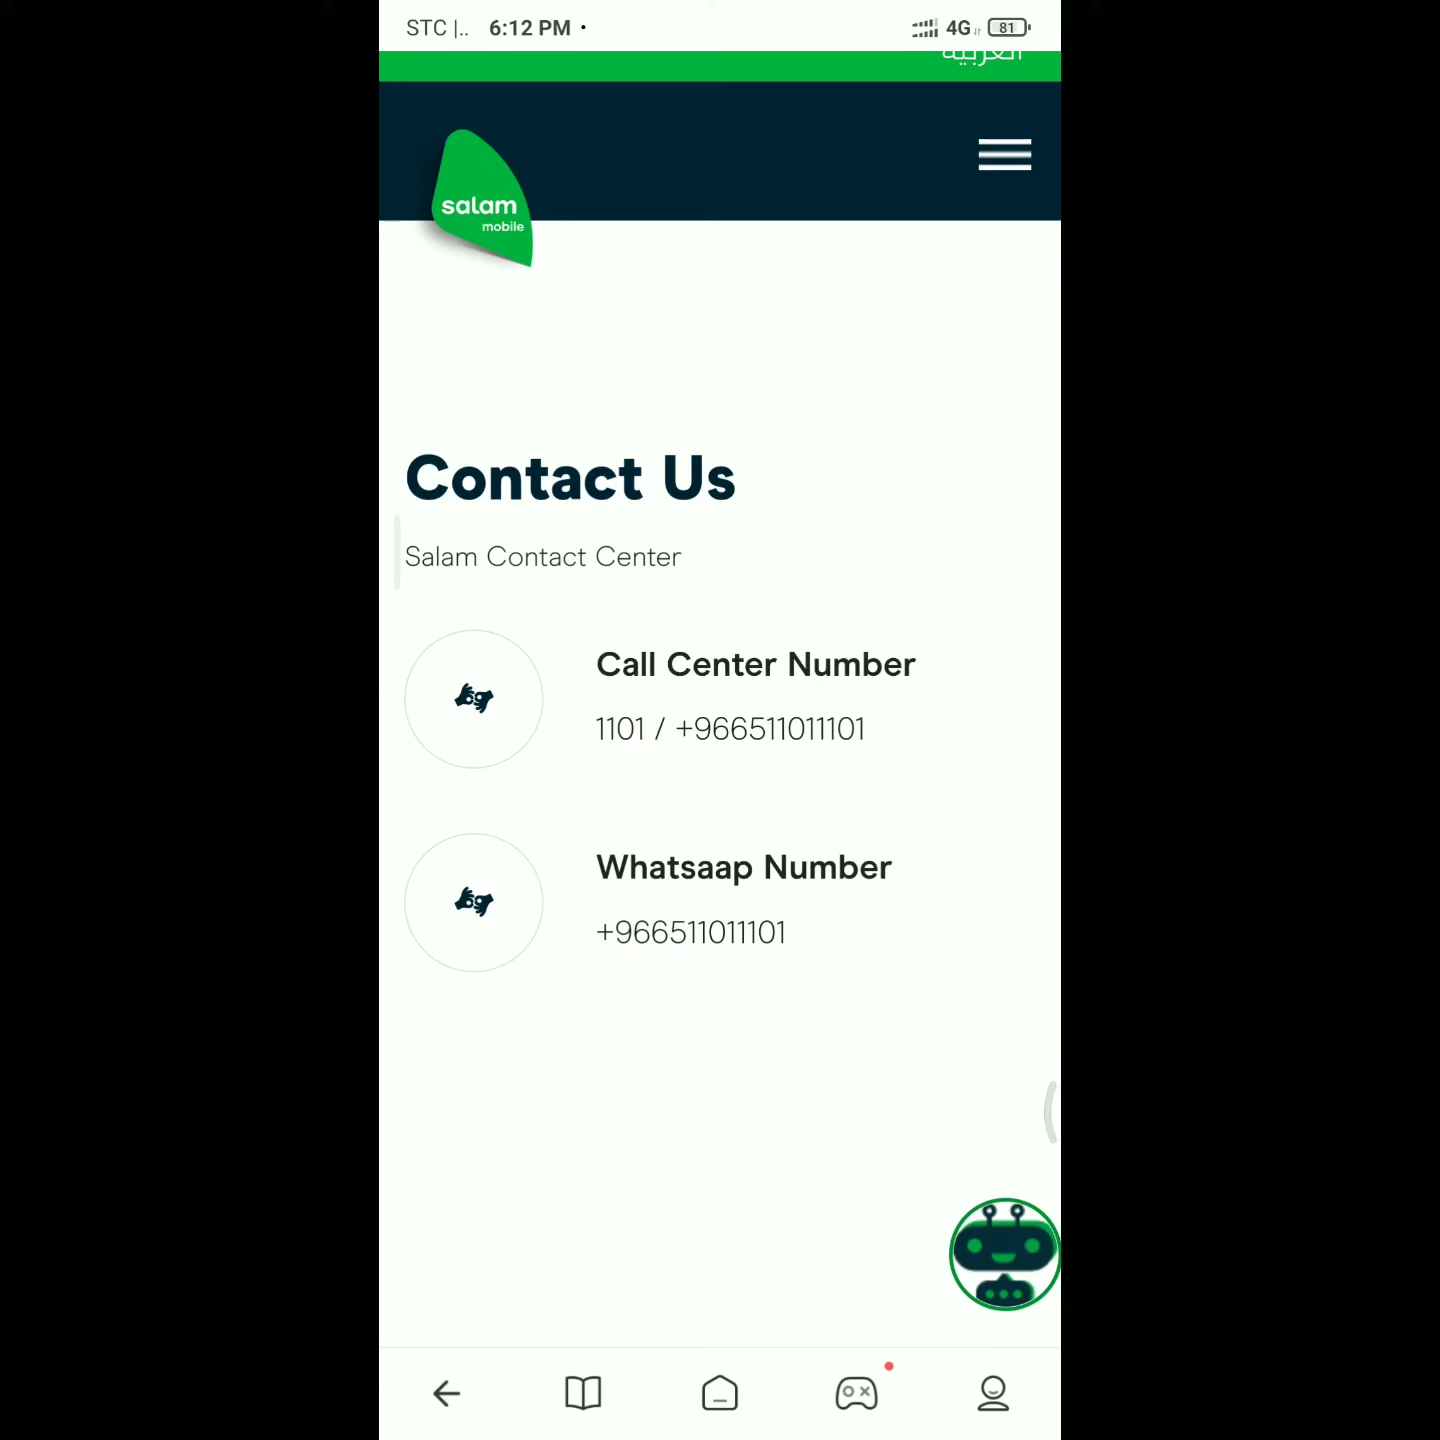 STC |.. 6:12 PM 4G 81
العربية
salam
mobile
Contact Us
Salam Contact Center
Call Center Number
1101 / +966511011101
Whatsaap Number
+966511011101